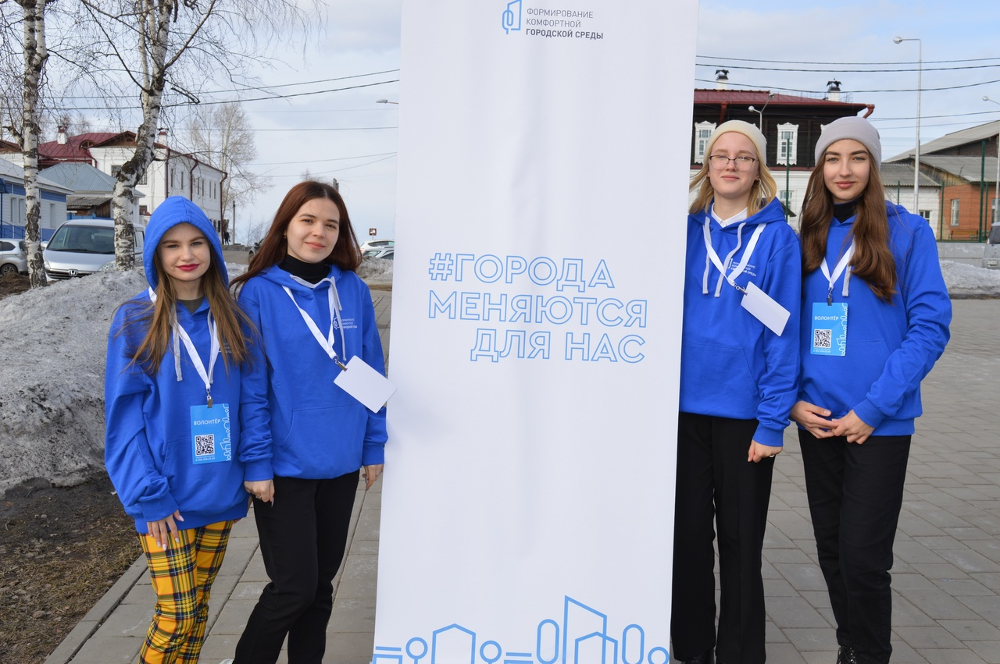 ФОРМИРОВАНИЕ
КОМФОРТНОЙ
ГОРОДСКОЙ СРЕДЫ
#ГОРОДА
МЕНЯЮТСЯ
ДЛЯ НАС
ВОЛОНТЁР
ВОЛОНТЁР